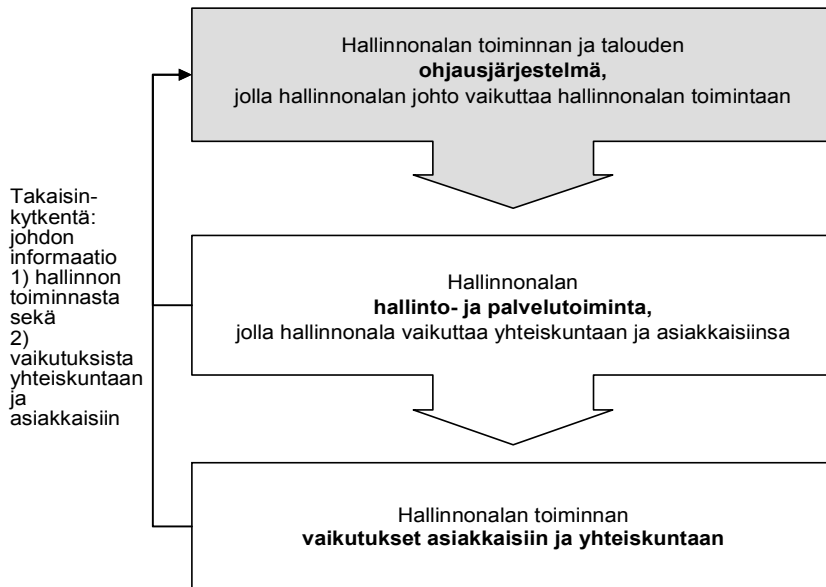 Hallinnonalan toiminnan ja talouden
ohjausjärjestelmä,
jolla hallinnonalan johto vaikuttaa hallinnonalan toimintaan
Takaisin-
kytkentä:
johdon
informaatio
1) hallinnon
toiminnasta
sekä
2)
vaikutuksista
yhteiskuntaan
ja
asiakkaisiin
Hallinnonalan
hallinto- ja palvelutoiminta,
jolla hallinnonala vaikuttaa yhteiskuntaan ja asiakkaisiinsa
Hallinnonalan toiminnan
vaikutukset asiakkaisiin ja yhteiskuntaan